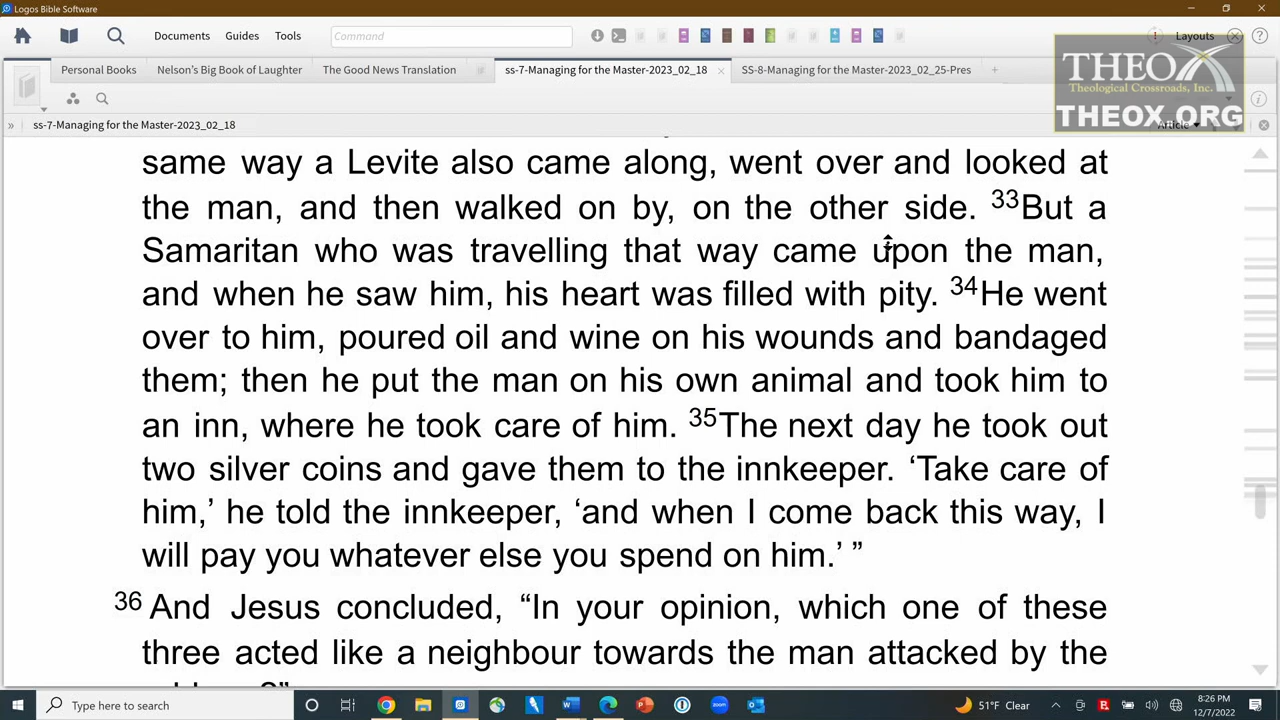 Logos Bible Software
Documents Guides Tools Command Layouts
Personal Books Nelson's Big Book of Luther The Good News Translation ss-7-Managing for the Master-2023_02_18 SS-8-Managing for the Master-2023_02_25-Pres
THEOX
Theological Crossroads, Inc.
THEOX.ORG
ss-7-Managing for the Master-2023_02_18 Article
same way a Levite also came along, went over and looked at
the man, and then walked on by, on the other side. 33But a
Samaritan who was travelling that way came upon the man,
and when he saw him, his heart was filled with pity. 34He went
over to him, poured oil and wine on his wounds and bandaged
them; then he put the man on his own animal and took him to
an inn, where he took care of him. 35The next day he took out
two silver coins and gave them to the innkeeper. ‘Take care of
him,’ he told the innkeeper, ‘and when I come back this way, I
will pay you whatever else you spend on him.’ ”
36 And Jesus concluded, “In your opinion, which one of these
three acted like a neighbour towards the man attacked by the
Type here to search zoom 51°F Clear 8:26 PM
12/7/2022